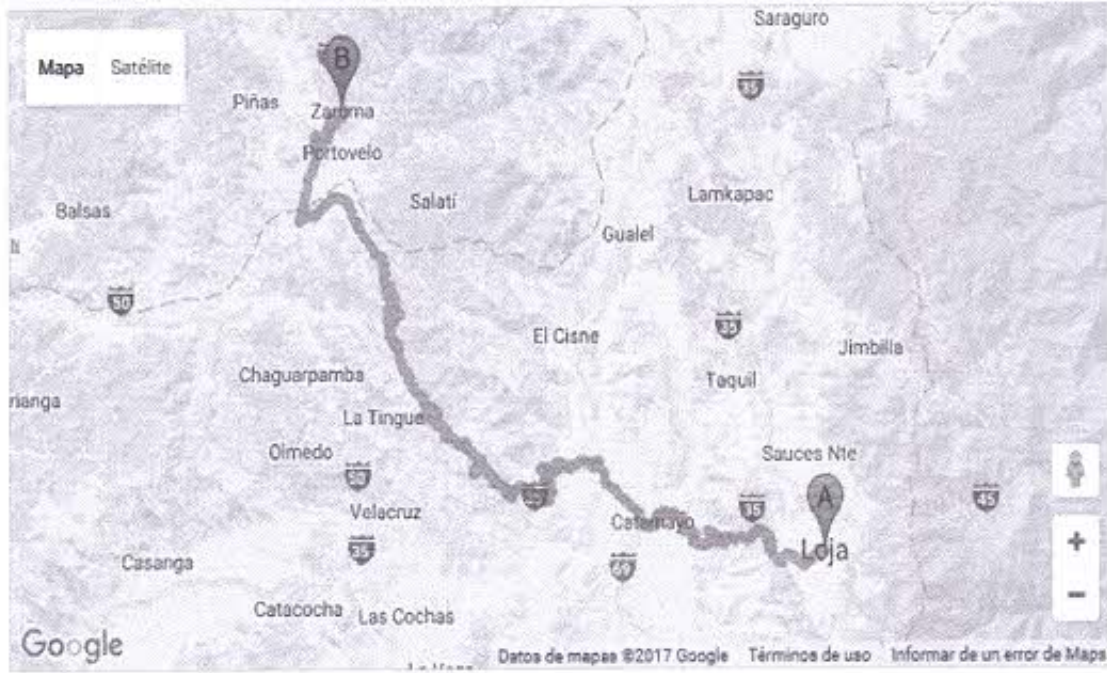 Saraguro
Mapa Satélite
B
35
Piñas
Zaruma
Portovelo
Lamkapac
Salatí
Balsas
Gualel
50
35
El Cisne
Jimbilla
Chaguarpamba
Taquil
rianga
La Tingue
Olmedo
Sauces Nte
50
A
35
45
Velacruz
Catamayo
35
Loja
+
Casanga
69
−
Catacocha
Las Cochas
Google
Datos de mapas ©2017 Google Términos de uso Informar de un error de Maps